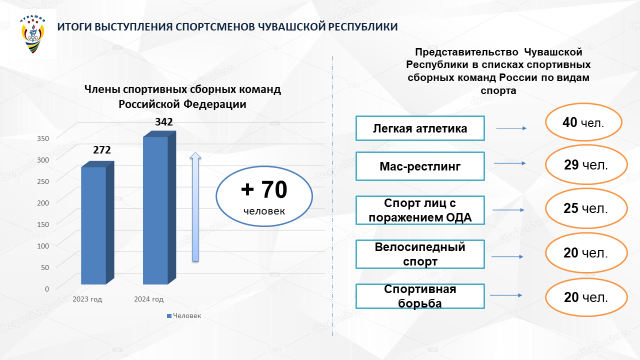 ИТОГИ ВЫСТУПЛЕНИЯ СПОРТСМЕНОВ ЧУВАШСКОЙ РЕСПУБЛИКИ
Члены спортивных сборных команд
Российской Федерации
342
272
350
300
250
200
150
100
50
0
2023 год
2024 год
Человек
+ 70
человек
Представительство Чувашской
Республики в списках спортивных
сборных команд России по видам
спорта
Легкая атлетика
40 чел.
Мас-рестлинг
29 чел.
Спорт лиц с
поражением ОДА
25 чел.
Велосипедный
спорт
20 чел.
Спортивная
борьба
20 чел.